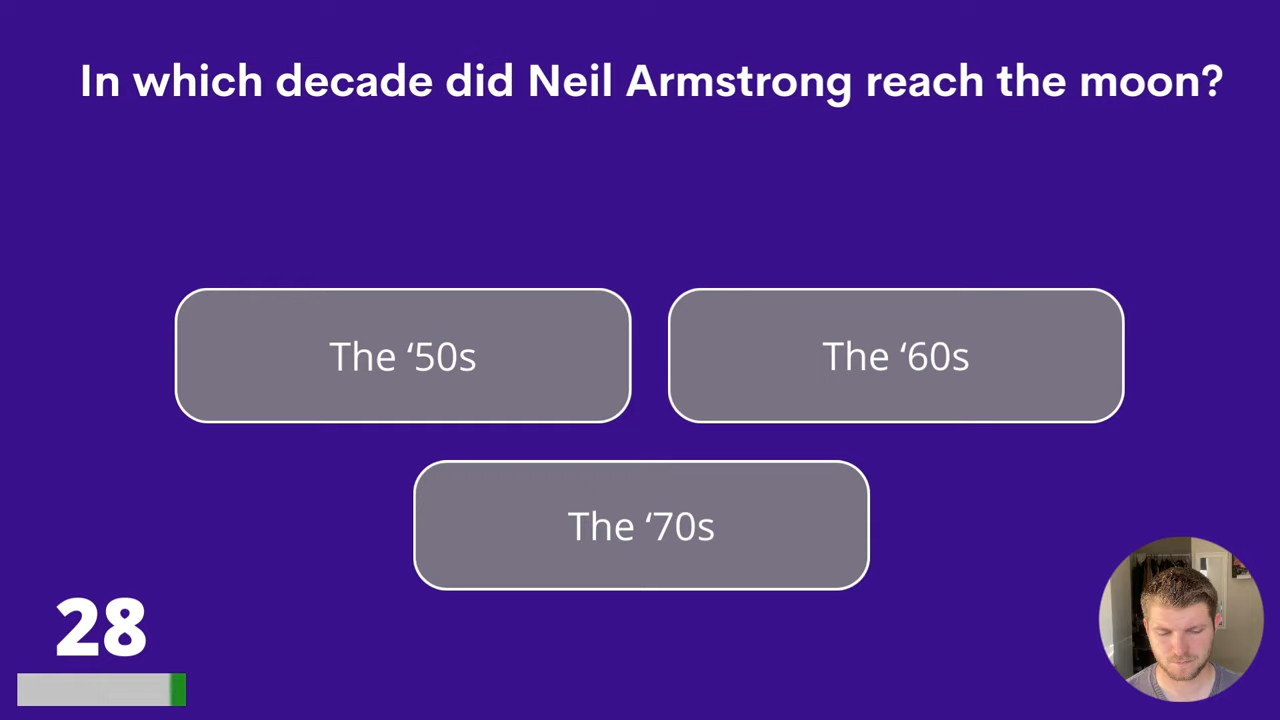 In which decade did Neil Armstrong reach the moon?
The ‘50s
The ‘60s
The ‘70s
28